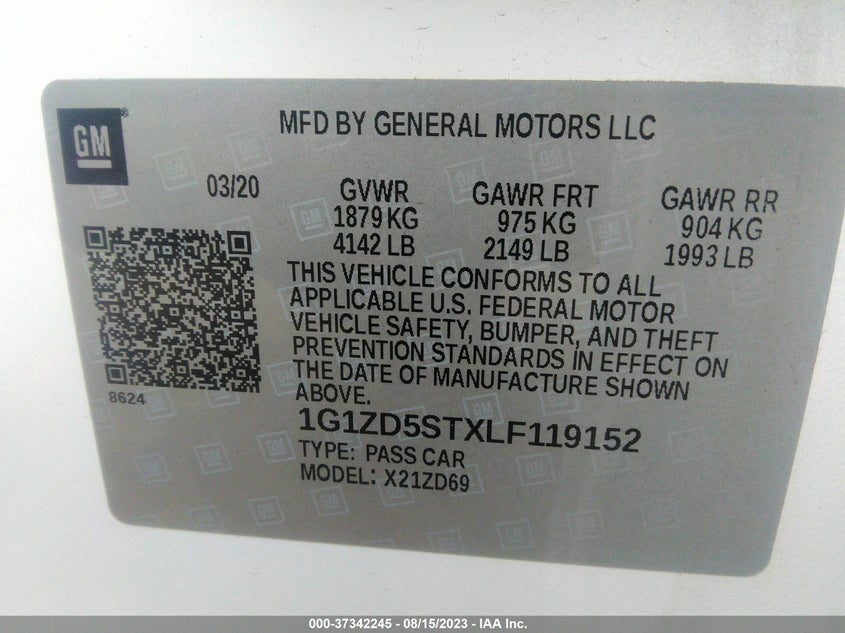 GM
MFD BY GENERAL MOTORS LLC
03/20
GVWR GAWR FRT GAWR RR
1879 KG 975 KG 904 KG
4142 LB 2149 LB 1993 LB
THIS VEHICLE CONFORMS TO ALL
APPLICABLE U.S. FEDERAL MOTOR
VEHICLE SAFETY, BUMPER, AND THEFT
PREVENTION STANDARDS IN EFFECT ON
THE DATE OF MANUFACTURE SHOWN
ABOVE.
8624
1G1ZD5STXLF119152
TYPE: PASS CAR
MODEL: X21ZD69
000-37342245 - 08/15/2023 - IAA Inc.